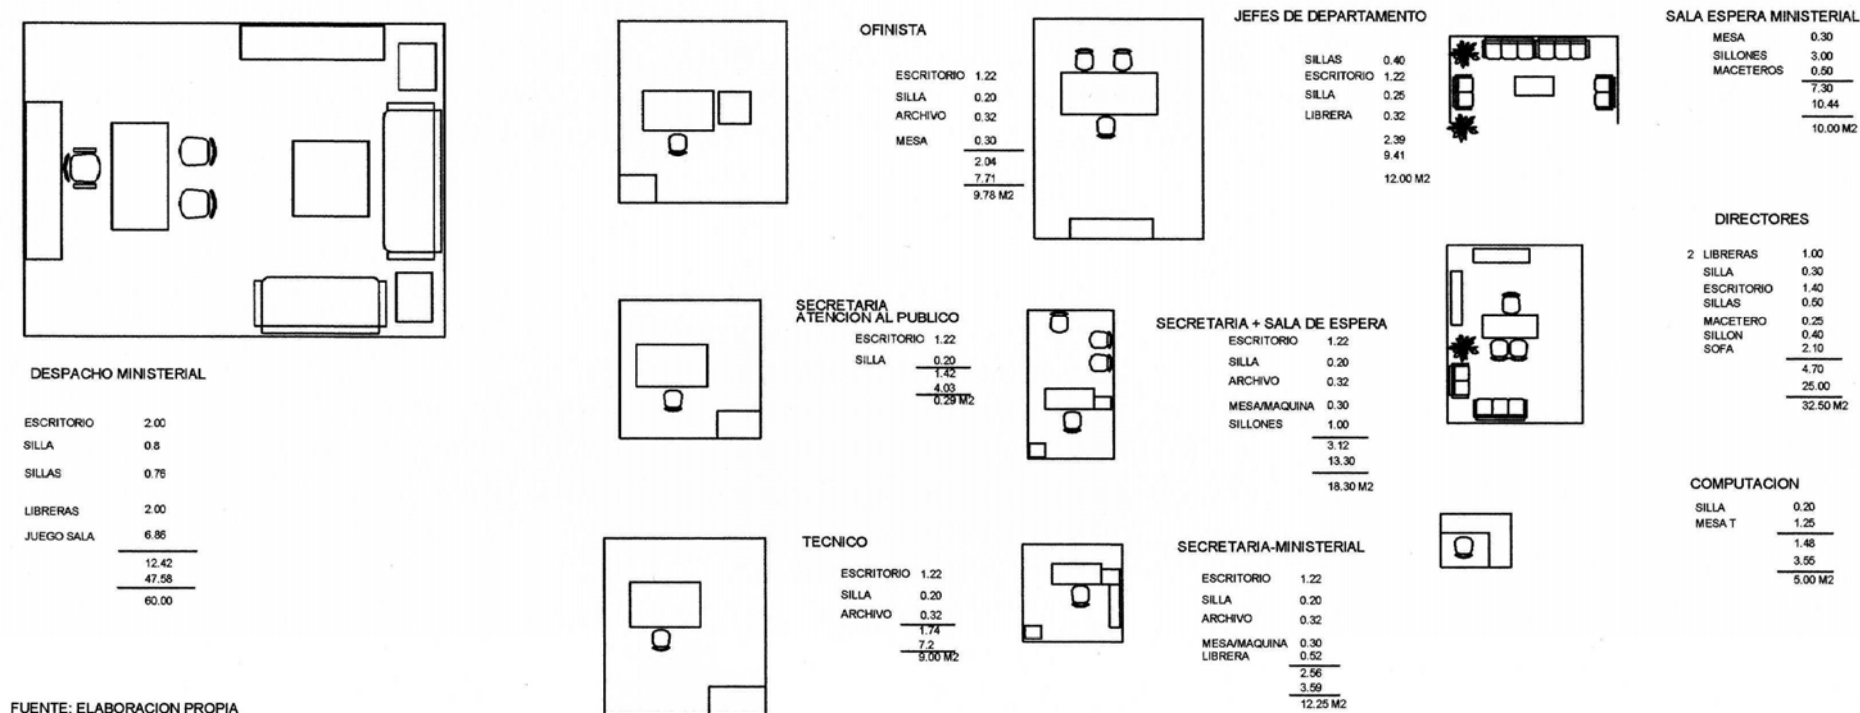 DESPACHO MINISTERIAL
ESCRITORIO 2.00
SILLA 0.8
SILLAS 0.76
LIBRERAS 2.00
JUEGO SALA 6.86
12.42
47.58
60.00
FUENTE: ELABORACION PROPIA
OFINISTA
ESCRITORIO 1.22
SILLA 0.20
ARCHIVO 0.32
MESA 0.30
2.04
7.71
9.78 M2
SECRETARIA
ATENCION AL PUBLICO
ESCRITORIO 1.22
SILLA 0.20
1.42
4.03
0.29 M2
TECNICO
ESCRITORIO 1.22
SILLA 0.20
ARCHIVO 0.32
1.74
7.2
9.00 M2
JEFES DE DEPARTAMENTO
SILLAS 0.40
ESCRITORIO 1.22
SILLA 0.25
LIBRERA 0.32
2.39
9.41
12.00 M2
SECRETARIA + SALA DE ESPERA
ESCRITORIO 1.22
SILLA 0.20
ARCHIVO 0.32
MESA/MAQUINA 0.30
SILLONES 1.00
3.12
13.30
18.30 M2
SECRETARIA-MINISTERIAL
ESCRITORIO 1.22
SILLA 0.20
ARCHIVO 0.32
MESA/MAQUINA 0.30
LIBRERA 0.52
2.56
3.59
12.25 M2
SALA ESPERA MINISTERIAL
MESA 0.30
SILLONES 3.00
MACETEROS 0.50
7.30
10.44
10.00 M2
DIRECTORES
2 LIBRERAS 1.00
SILLA 0.30
ESCRITORIO 1.40
SILLAS 0.50
MACETERO 0.25
SILLON 0.40
SOFA 2.10
4.70
25.00
32.50 M2
COMPUTACION
SILLA 0.20
MESA T 1.25
1.48
3.55
5.00 M2